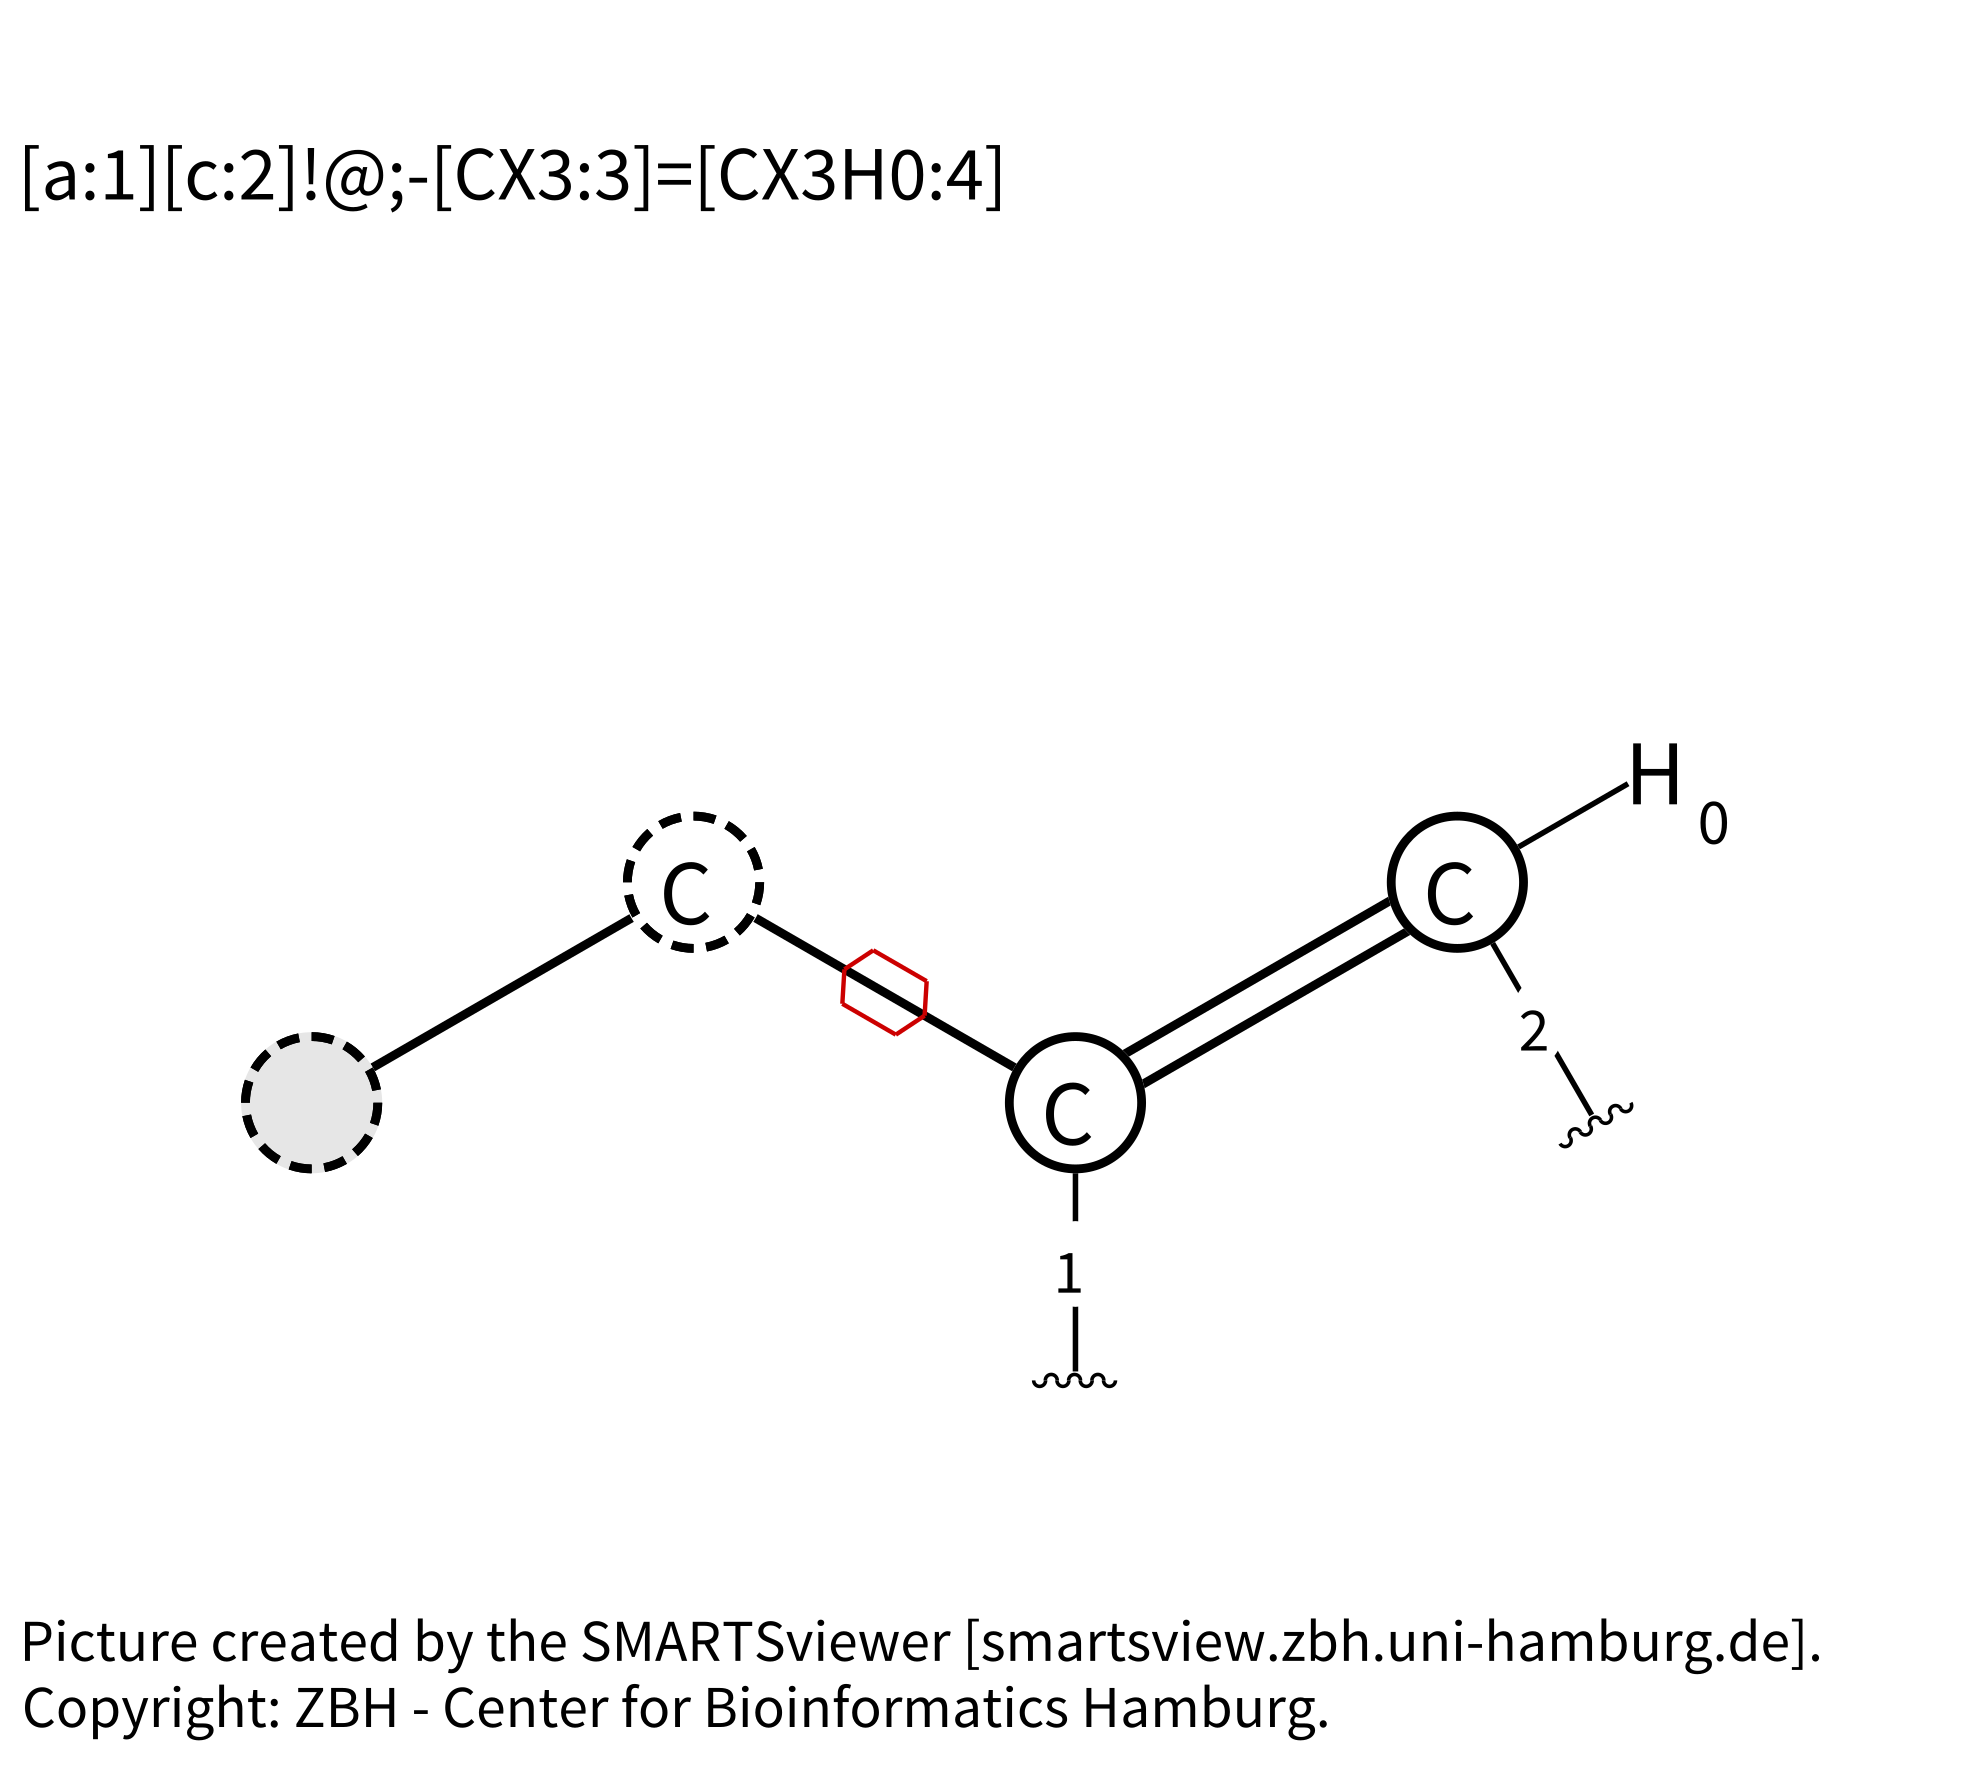 [a:1][c:2]!@;-[CX3:3]=[CX3H0:4]
H
0
C
C
2
C
1
Picture created by the SMARTSviewer [smartsview.zbh.uni-hamburg.de].
Copyright: ZBH - Center for Bioinformatics Hamburg.